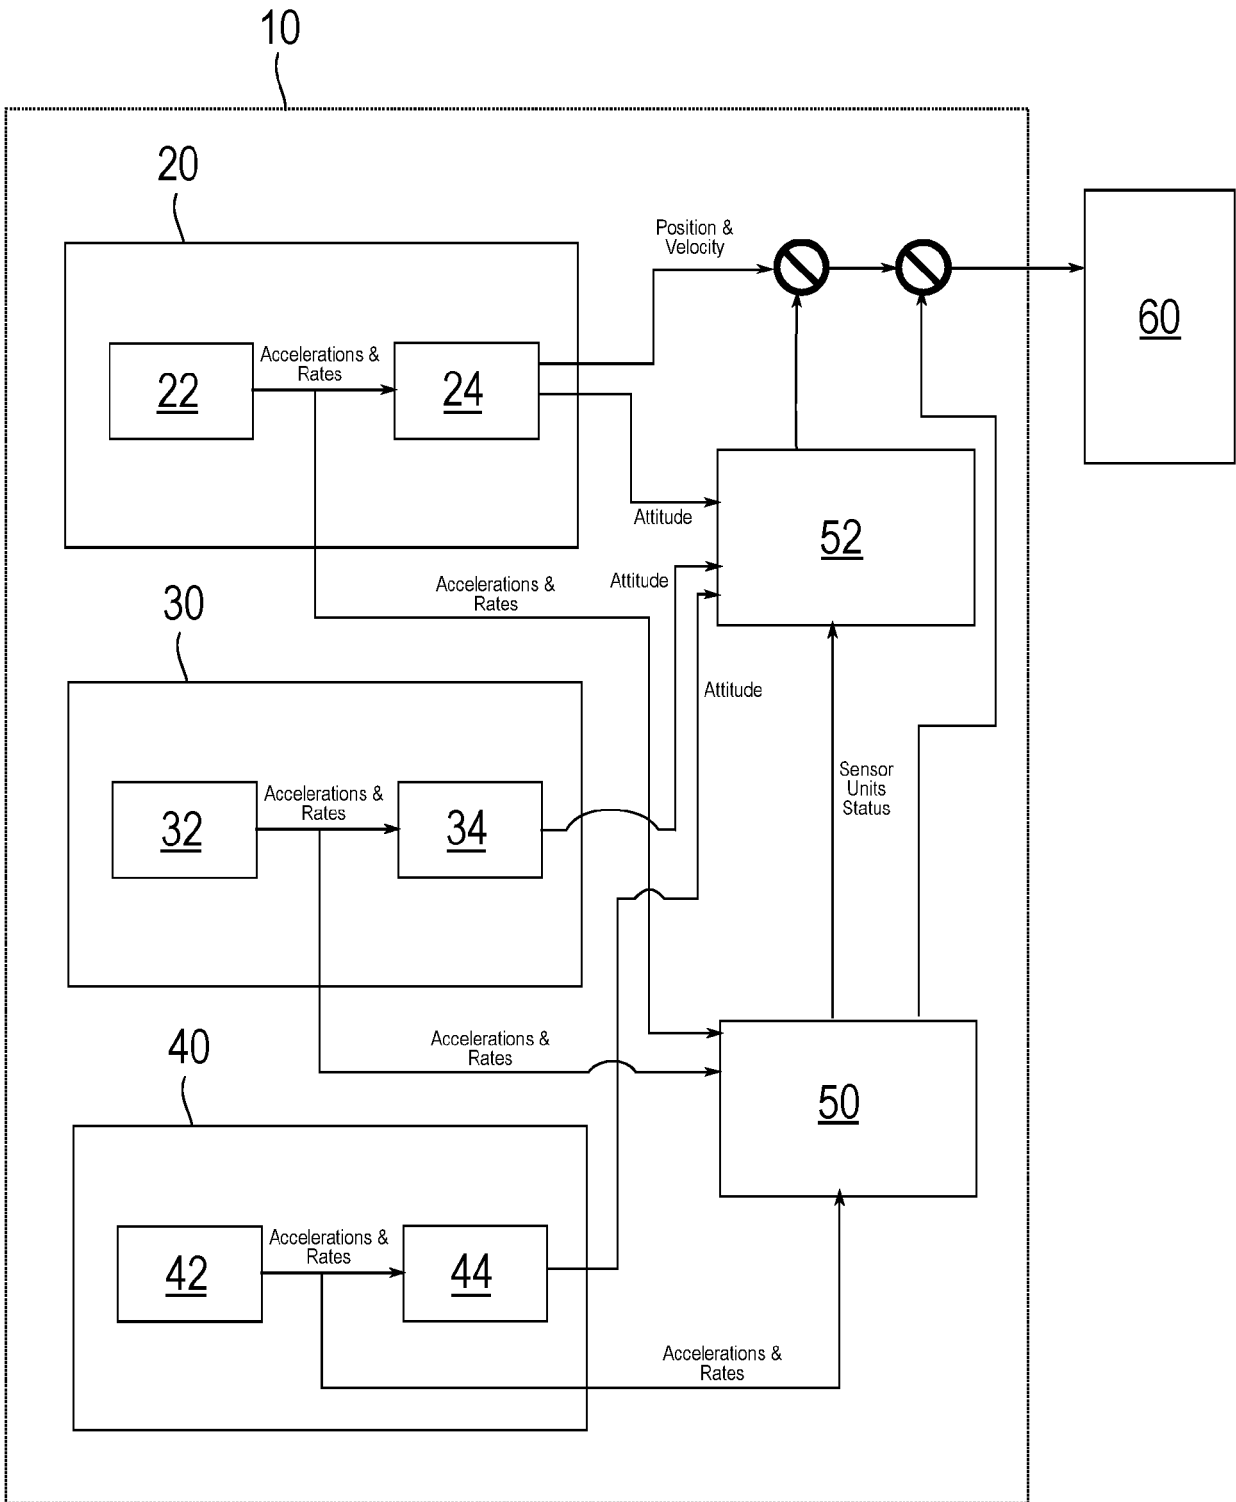 10
20
Position &
Velocity
60
Accelerations &
Rates
22
24
Attitude
52
Attitude
Accelerations &
Rates
30
Attitude
Sensor
Units
Status
Accelerations &
Rates
32
34
Accelerations &
Rates
40
50
Accelerations &
Rates
42
44
Accelerations &
Rates